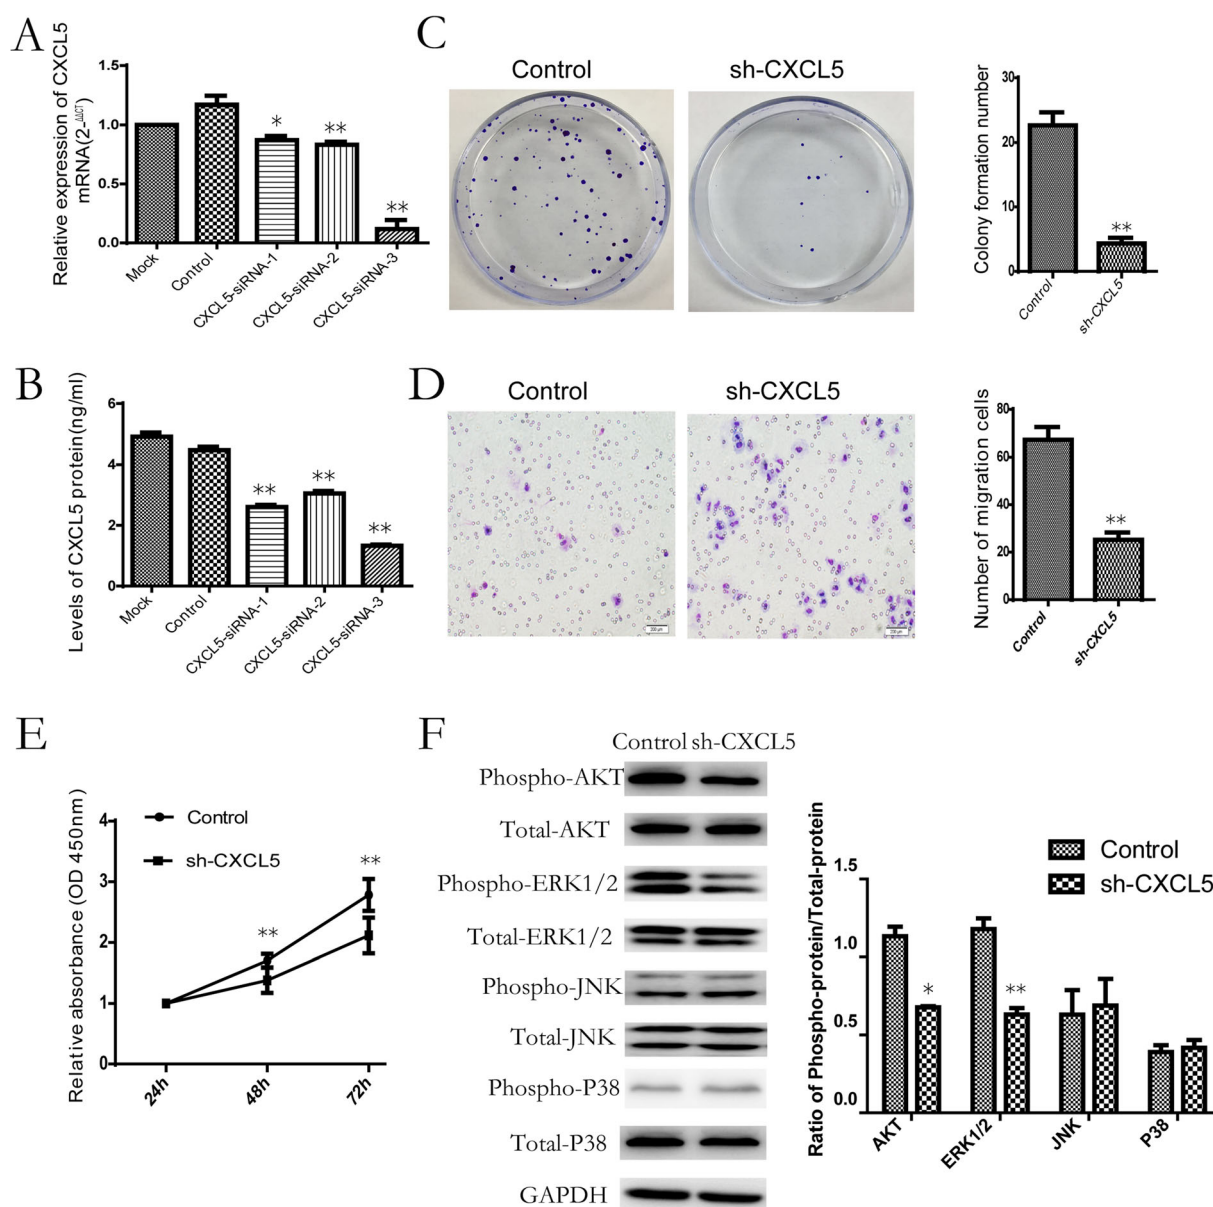 A
Relative expression of CXCL5
mRNA(2-ΔΔCT)
1.5
1.0
0.5
0.0
Mock
Control
CXCL5-siRNA-1
CXCL5-siRNA-2
CXCL5-siRNA-3
*
**
**
B
Levels of CXCL5 protein(ng/ml)
6
4
2
0
Mock
Control
CXCL5-siRNA-1
CXCL5-siRNA-2
CXCL5-siRNA-3
**
**
**
C
Control
sh-CXCL5
Colony formation number
30
20
10
0
Control
sh-CXCL5
**
D
Control
sh-CXCL5
200 μm
200 μm
Number of migration cells
80
60
40
20
0
Control
sh-CXCL5
**
E
Relative absorbance (OD 450nm)
4
3
2
1
0
Control
sh-CXCL5
**
**
24h
48h
72h
F
Control sh-CXCL5
Phospho-AKT
Total-AKT
Phospho-ERK1/2
Total-ERK1/2
Phospho-JNK
Total-JNK
Phospho-P38
Total-P38
GAPDH
Ratio of Phospho-protein/Total-protein
1.5
1.0
0.5
0.0
Control
sh-CXCL5
*
**
AKT
ERK1/2
JNK
P38